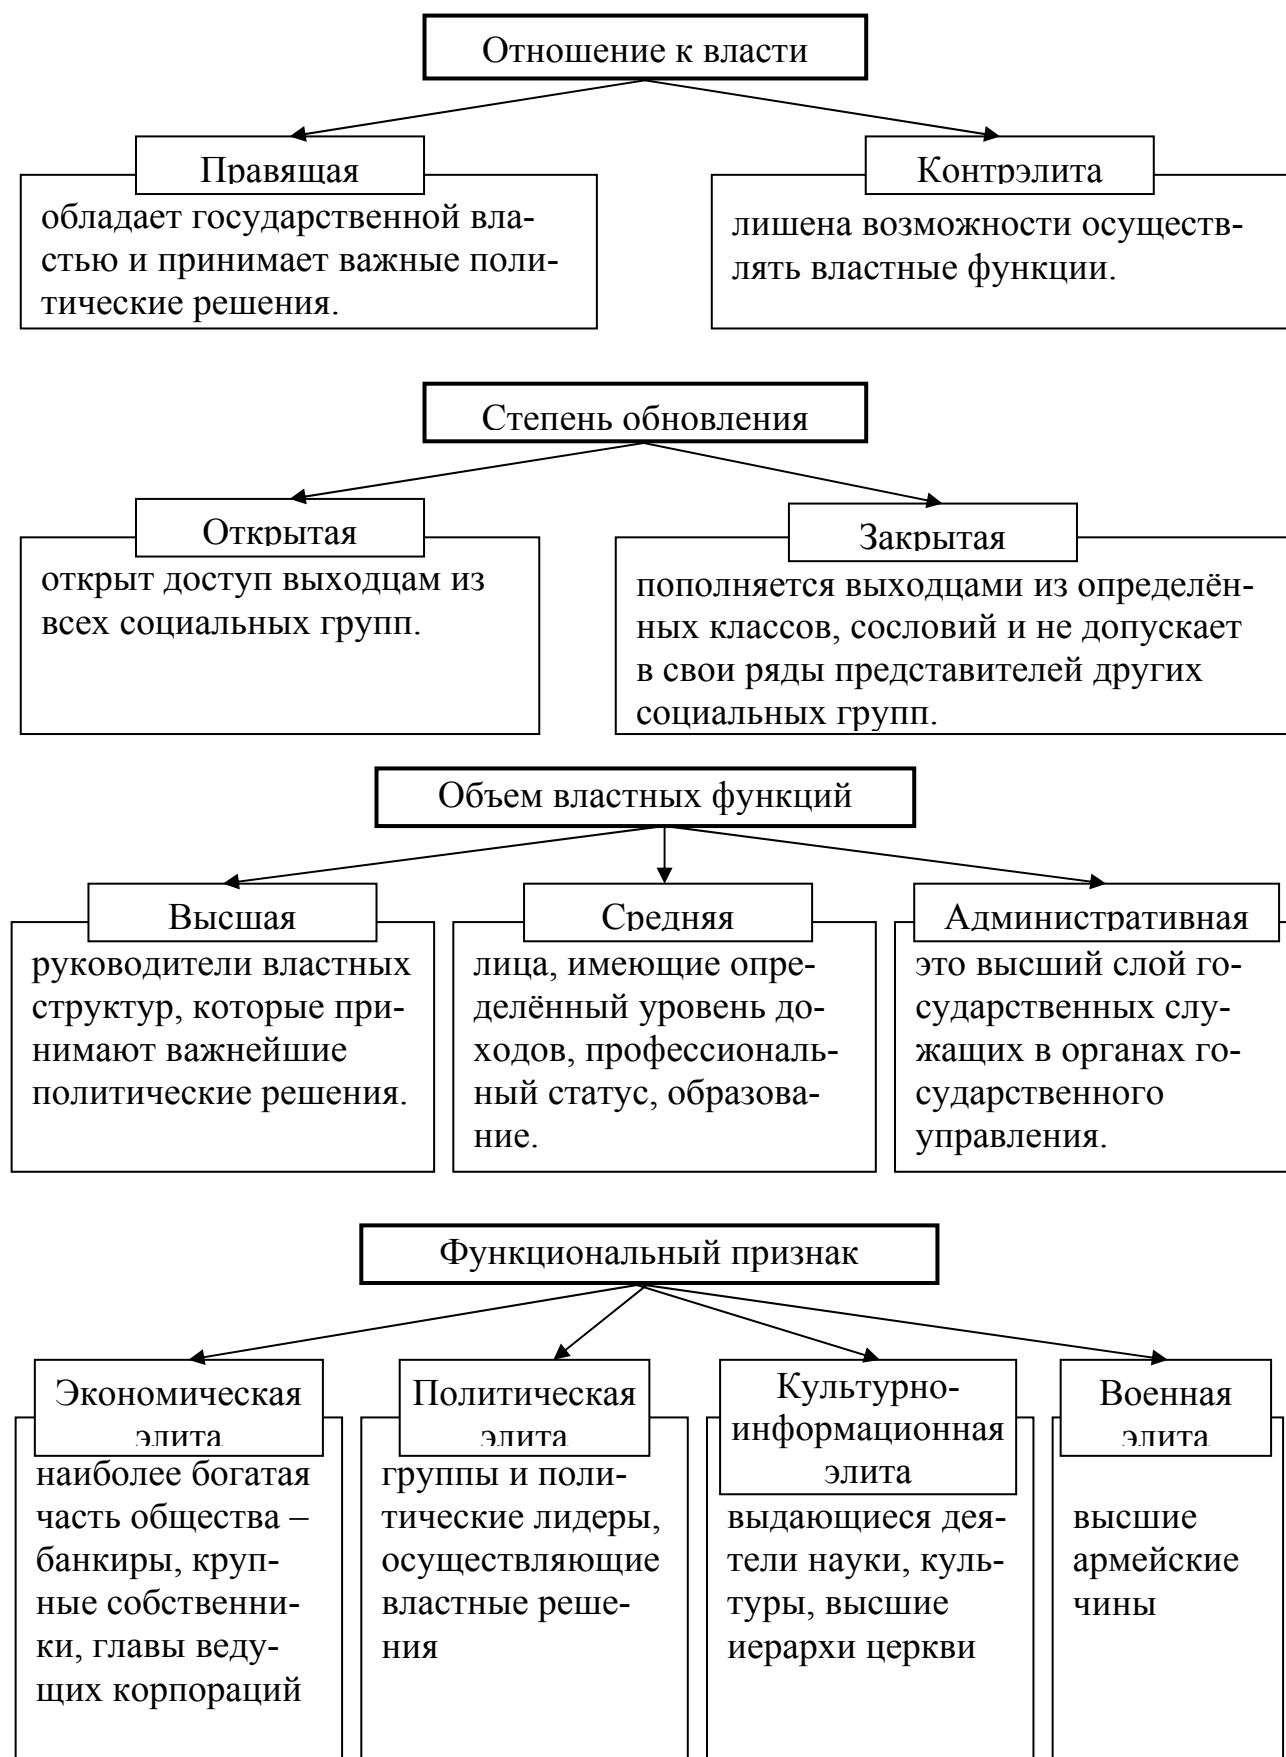 Отношение к власти
Правящая
обладает государственной вла-
стью и принимает важные поли-
тические решения.
Контрэлита
лишена возможности осуществ-
лять властные функции.
Степень обновления
Открытая
открыт доступ выходцам из
всех социальных групп.
Закрытая
пополняется выходцами из определён-
ных классов, сословий и не допускает
в свои ряды представителей других
социальных групп.
Объем властных функций
Высшая
руководители властных
структур, которые при-
нимают важнейшие
политические решения.
Средняя
лица, имеющие опре-
делённый уровень до-
ходов, профессиональ-
ный статус, образова-
ние.
Административная
это высший слой го-
сударственных слу-
жащих в органах го-
сударственного
управления.
Функциональный признак
Экономическая
элита
наиболее богатая
часть общества –
банкиры, круп-
ные собственни-
ки, главы веду-
щих корпораций
Политическая
элита
группы и поли-
тические лидеры,
осуществляющие
властные реше-
ния
Культурно-
информационная
элита
выдающиеся дея-
тели науки, куль-
туры, высшие
иерархи церкви
Военная
элита
высшие
армейские
чины